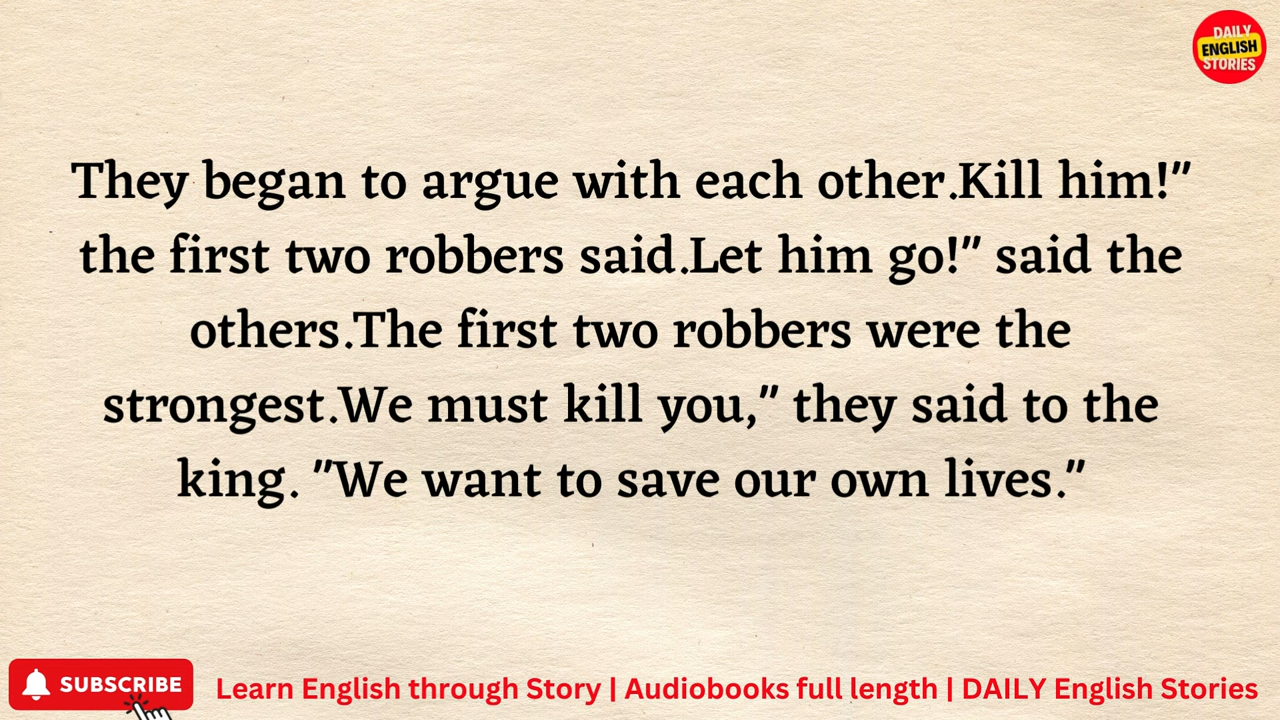 DAILY
ENGLISH
STORIES
They began to argue with each other.Kill him!"
the first two robbers said.Let him go!" said the
others.The first two robbers were the
strongest.We must kill you," they said to the
king. "We want to save our own lives."
SUBSCRIBE
Learn English through Story | Audiobooks full length | DAILY English Stories